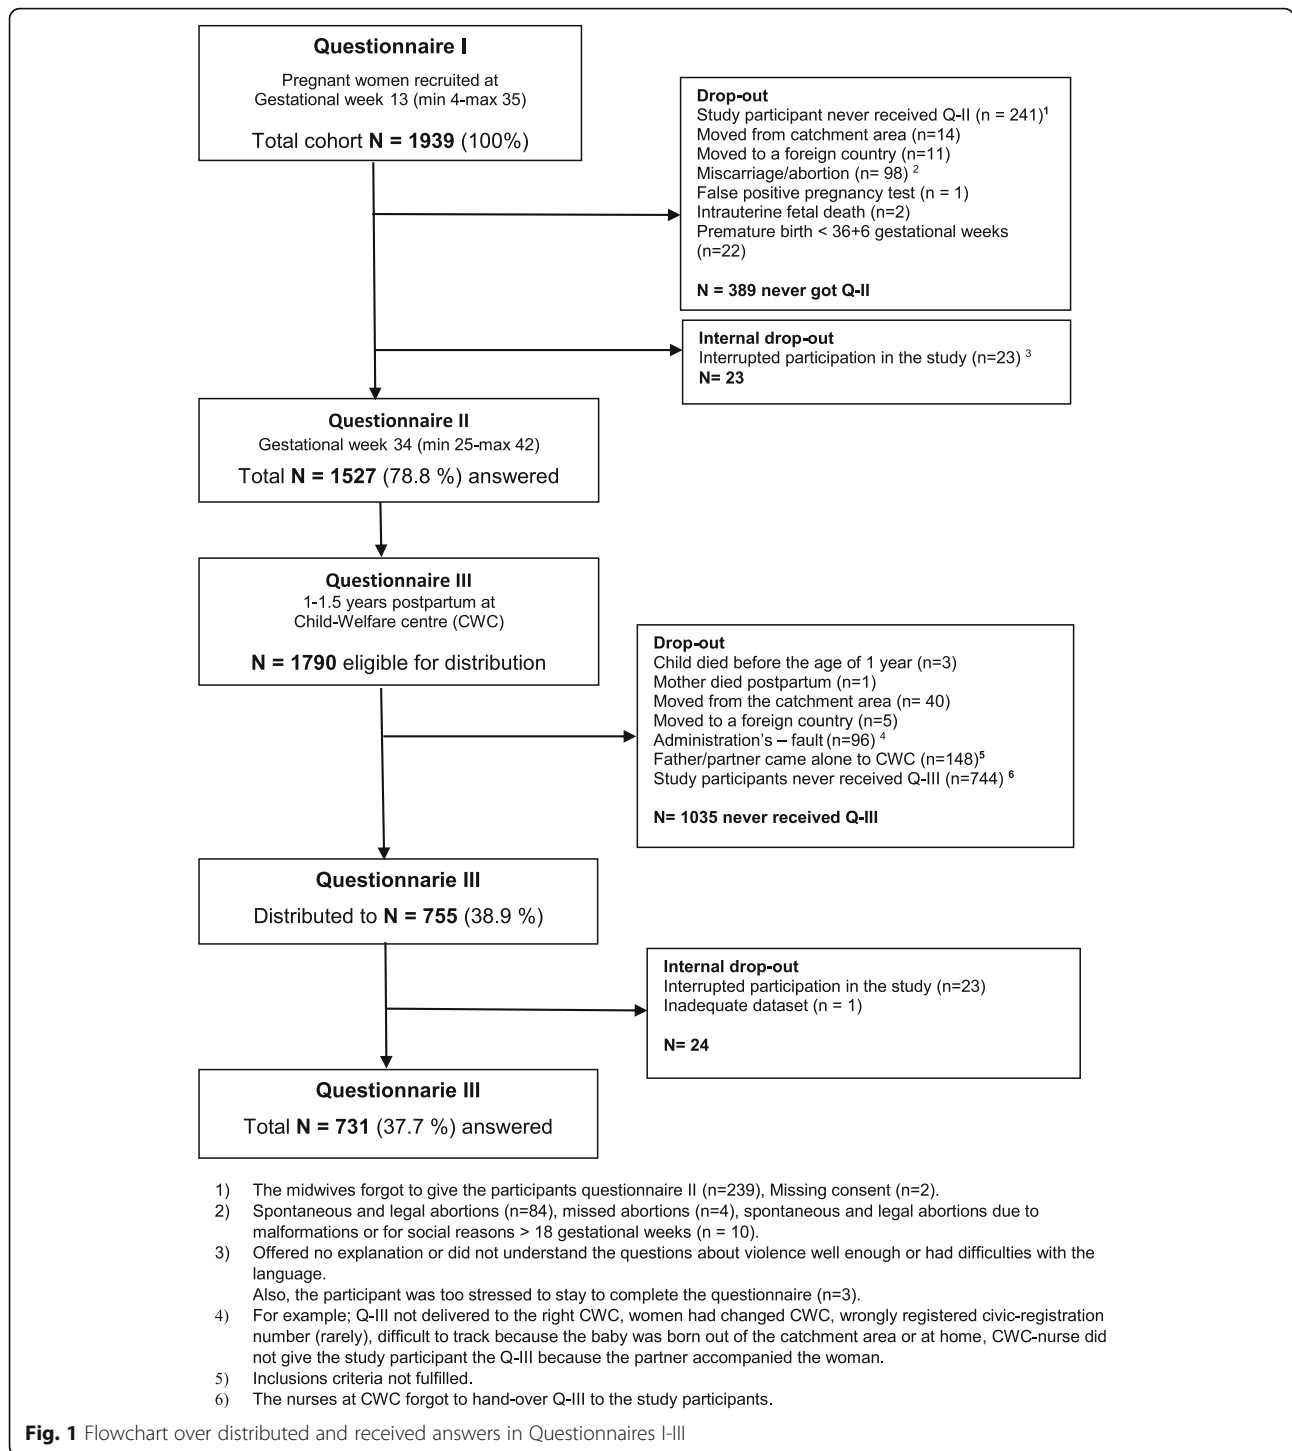 Questionnaire I
Pregnant women recruited at
Gestational week 13 (min 4-max 35)
Total cohort N = 1939 (100%)
Drop-out
Study participant never received Q-II (n = 241)1
Moved from catchment area (n=14)
Moved to a foreign country (n=11)
Miscarriage/abortion (n= 98) 2
False positive pregnancy test (n = 1)
Intrauterine fetal death (n=2)
Premature birth < 36+6 gestational weeks
(n=22)
N = 389 never got Q-II
Internal drop-out
Interrupted participation in the study (n=23) 3
N= 23
Questionnaire II
Gestational week 34 (min 25-max 42)
Total N = 1527 (78.8 %) answered
Questionnaire III
1-1.5 years postpartum at
Child-Welfare centre (CWC)
N = 1790 eligible for distribution
Drop-out
Child died before the age of 1 year (n=3)
Mother died postpartum (n=1)
Moved from the catchment area (n= 40)
Moved to a foreign country (n=5)
Administration's – fault (n=96) 4
Father/partner came alone to CWC (n=148)5
Study participants never received Q-III (n=744) 6
N= 1035 never received Q-III
Questionnarie III
Distributed to N = 755 (38.9 %)
Internal drop-out
Interrupted participation in the study (n=23)
Inadequate dataset (n = 1)
N= 24
Questionnarie III
Total N = 731 (37.7 %) answered
1) The midwives forgot to give the participants questionnaire II (n=239), Missing consent (n=2).
2) Spontaneous and legal abortions (n=84), missed abortions (n=4), spontaneous and legal abortions due to
malformations or for social reasons > 18 gestational weeks (n = 10).
3) Offered no explanation or did not understand the questions about violence well enough or had difficulties with the
language.
Also, the participant was too stressed to stay to complete the questionnaire (n=3).
4) For example; Q-III not delivered to the right CWC, women had changed CWC, wrongly registered civic-registration
number (rarely), difficult to track because the baby was born out of the catchment area or at home, CWC-nurse did
not give the study participant the Q-III because the partner accompanied the woman.
5) Inclusions criteria not fulfilled.
6) The nurses at CWC forgot to hand-over Q-III to the study participants.
Fig. 1 Flowchart over distributed and received answers in Questionnaires I-III